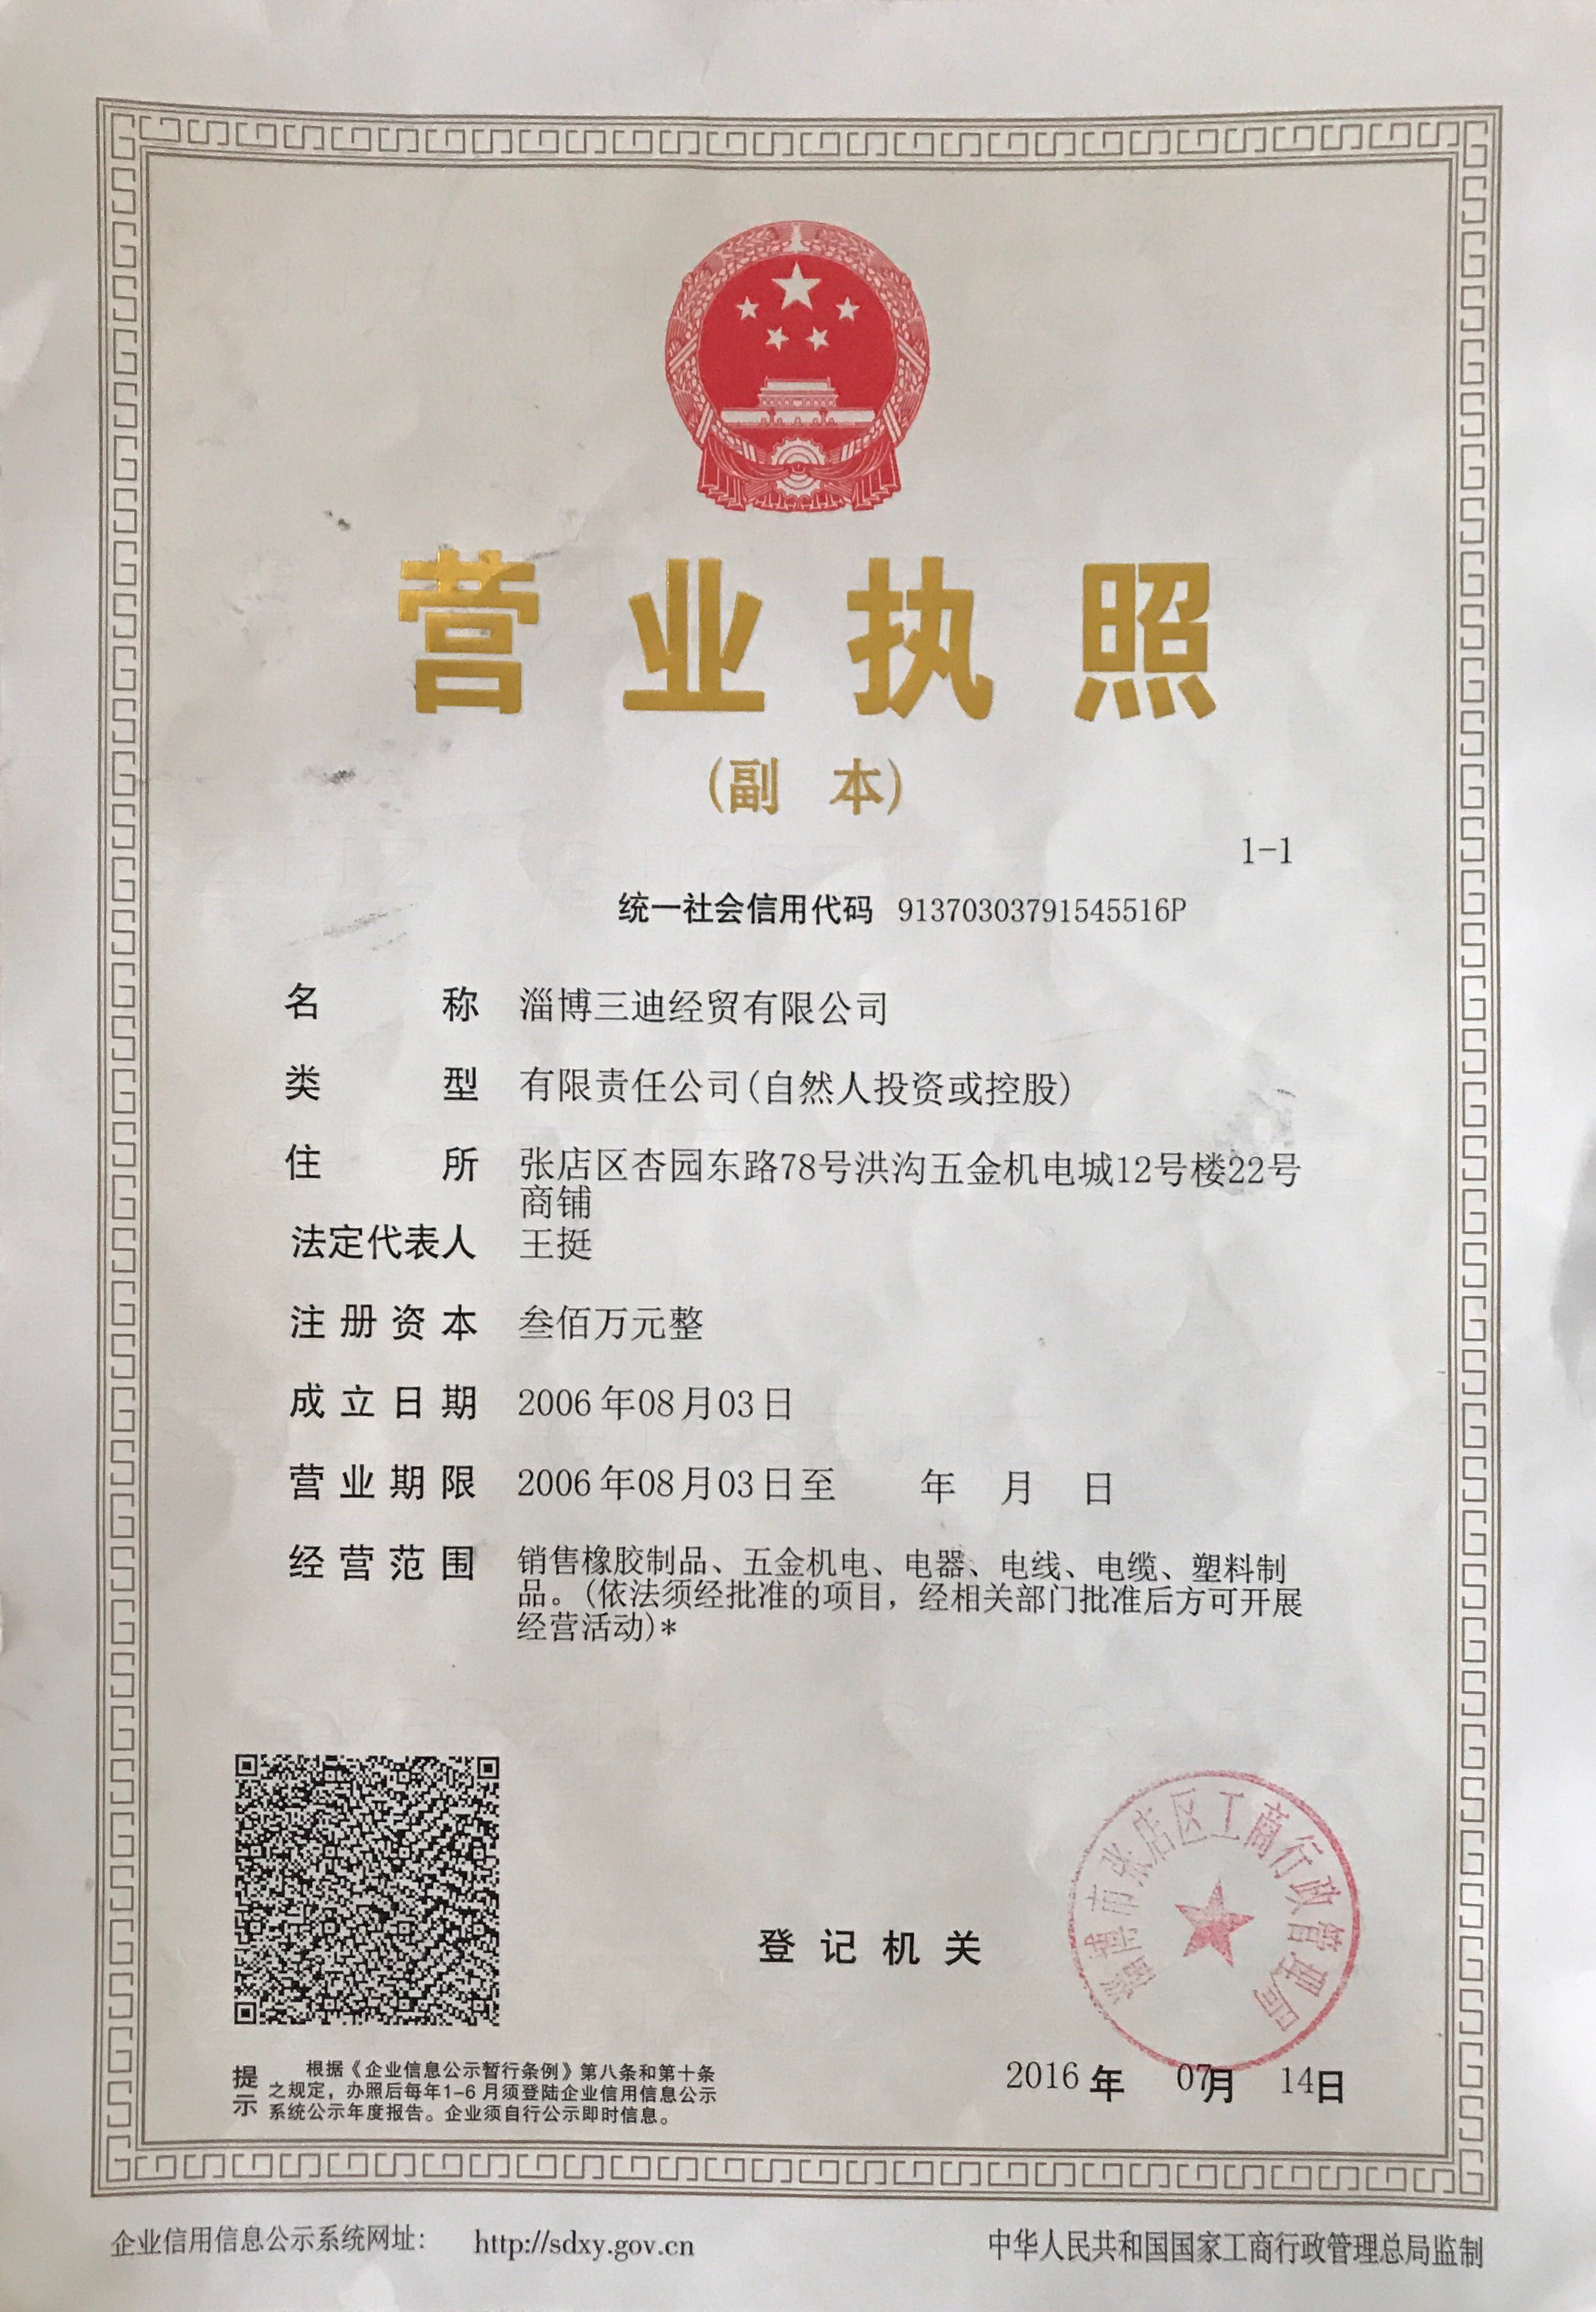 营业执照
(副 本)
1-1
统一社会信用代码 91370303791545516P
名 称 淄博三迪经贸有限公司
类 型 有限责任公司(自然人投资或控股)
住 所 张店区杏园东路78号洪沟五金机电城12号楼22号
商铺
法定代表人 王挺
注册资本 叁佰万元整
成立日期 2006年08月03日
营业期限 2006年08月03日至 年 月 日
经营范围 销售橡胶制品、五金机电、电器、电线、电缆、塑料制
品。(依法须经批准的项目，经相关部门批准后方可开展
经营活动)*
淄博市张店区工商行政管理局
登记机关
2016年 07月 14日
提示 根据《企业信息公示暂行条例》第八条和第十条
之规定，办照后每年1-6月须登陆企业信用信息公示
系统公示年度报告。企业须自行公示即时信息。
企业信用信息公示系统网址： http://sdxy.gov.cn
中华人民共和国国家工商行政管理总局监制